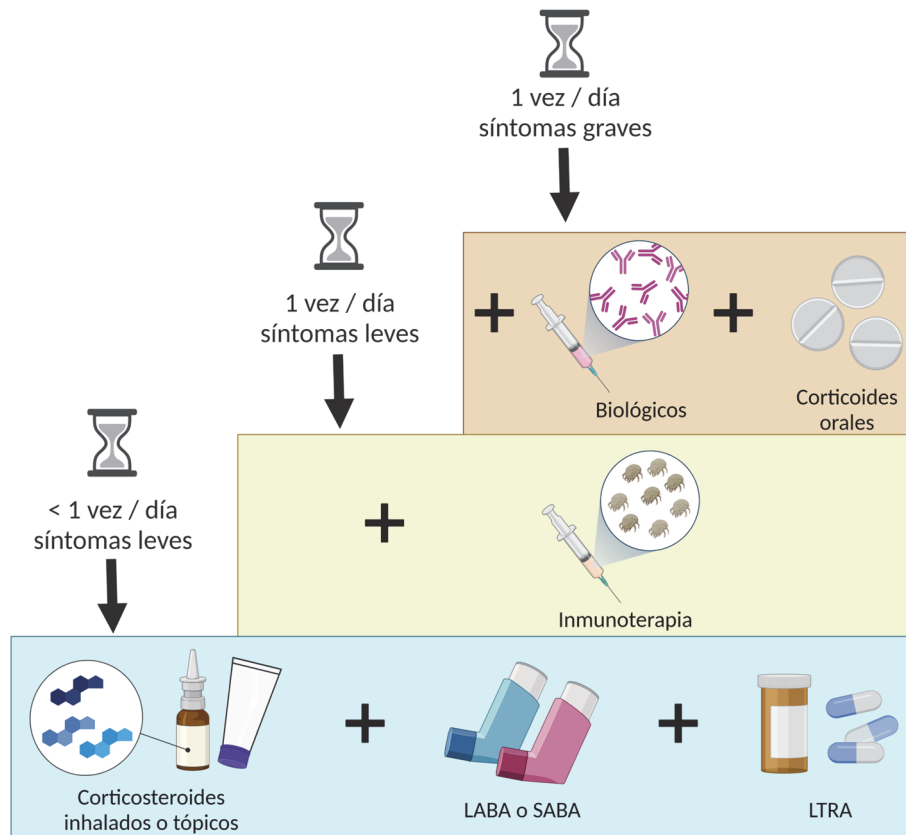 1 vez / día
síntomas graves
1 vez / día
síntomas leves
< 1 vez / día
síntomas leves
Biológicos
Corticoides
orales
Inmunoterapia
Corticosteroides
inhalados o tópicos
LABA o SABA
LTRA